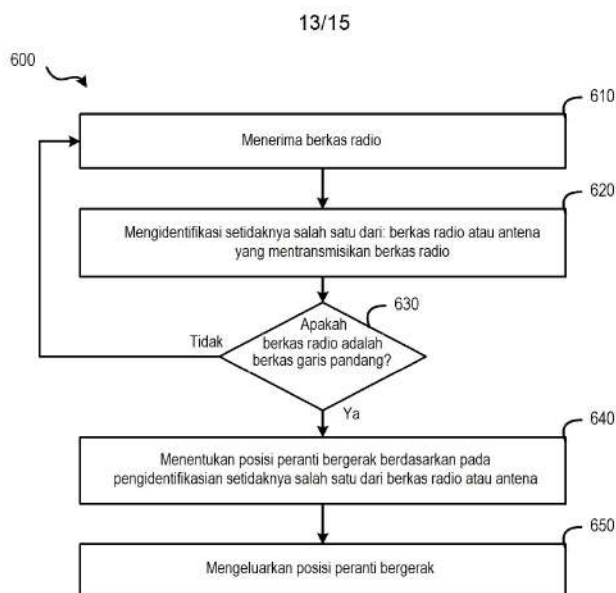 13/15
600
610
Menerima berkas radio
620
Mengidentifikasi setidaknya salah satu dari: berkas radio atau antena
yang mentransmisikan berkas radio
630
Apakah
berkas radio adalah
berkas garis pandang?
Tidak
Ya
640
Menentukan posisi peranti bergerak berdasarkan pada
pengidentifikasian setidaknya salah satu dari berkas radio atau antena
650
Mengeluarkan posisi peranti bergerak